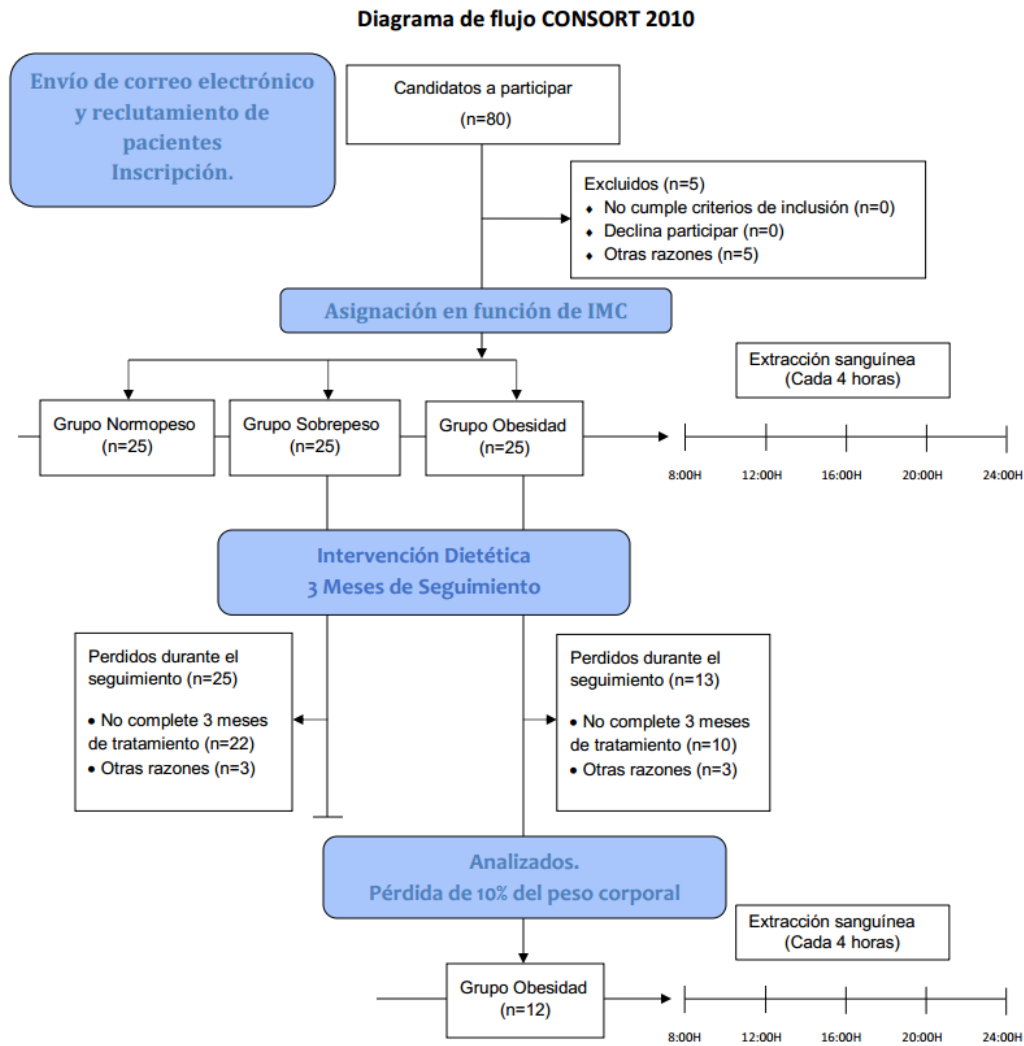 Diagrama de flujo CONSORT 2010
Envío de correo electrónico
y reclutamiento de
pacientes
Inscripción.
Candidatos a participar
(n=80)
Excluidos (n=5)
♦ No cumple criterios de inclusión (n=0)
♦ Declina participar (n=0)
♦ Otras razones (n=5)
Asignación en función de IMC
Grupo Normopeso
(n=25)
Grupo Sobrepeso
(n=25)
Grupo Obesidad
(n=25)
Extracción sanguínea
(Cada 4 horas)
8:00H 12:00H 16:00H 20:00H 24:00H
Intervención Dietética
3 Meses de Seguimiento
Perdidos durante el
seguimiento (n=25)
• No complete 3 meses
de tratamiento (n=22)
• Otras razones (n=3)
Perdidos durante el
seguimiento (n=13)
• No complete 3 meses
de tratamiento (n=10)
• Otras razones (n=3)
Analizados.
Pérdida de 10% del peso corporal
Extracción sanguínea
(Cada 4 horas)
Grupo Obesidad
(n=12)
8:00H 12:00H 16:00H 20:00H 24:00H